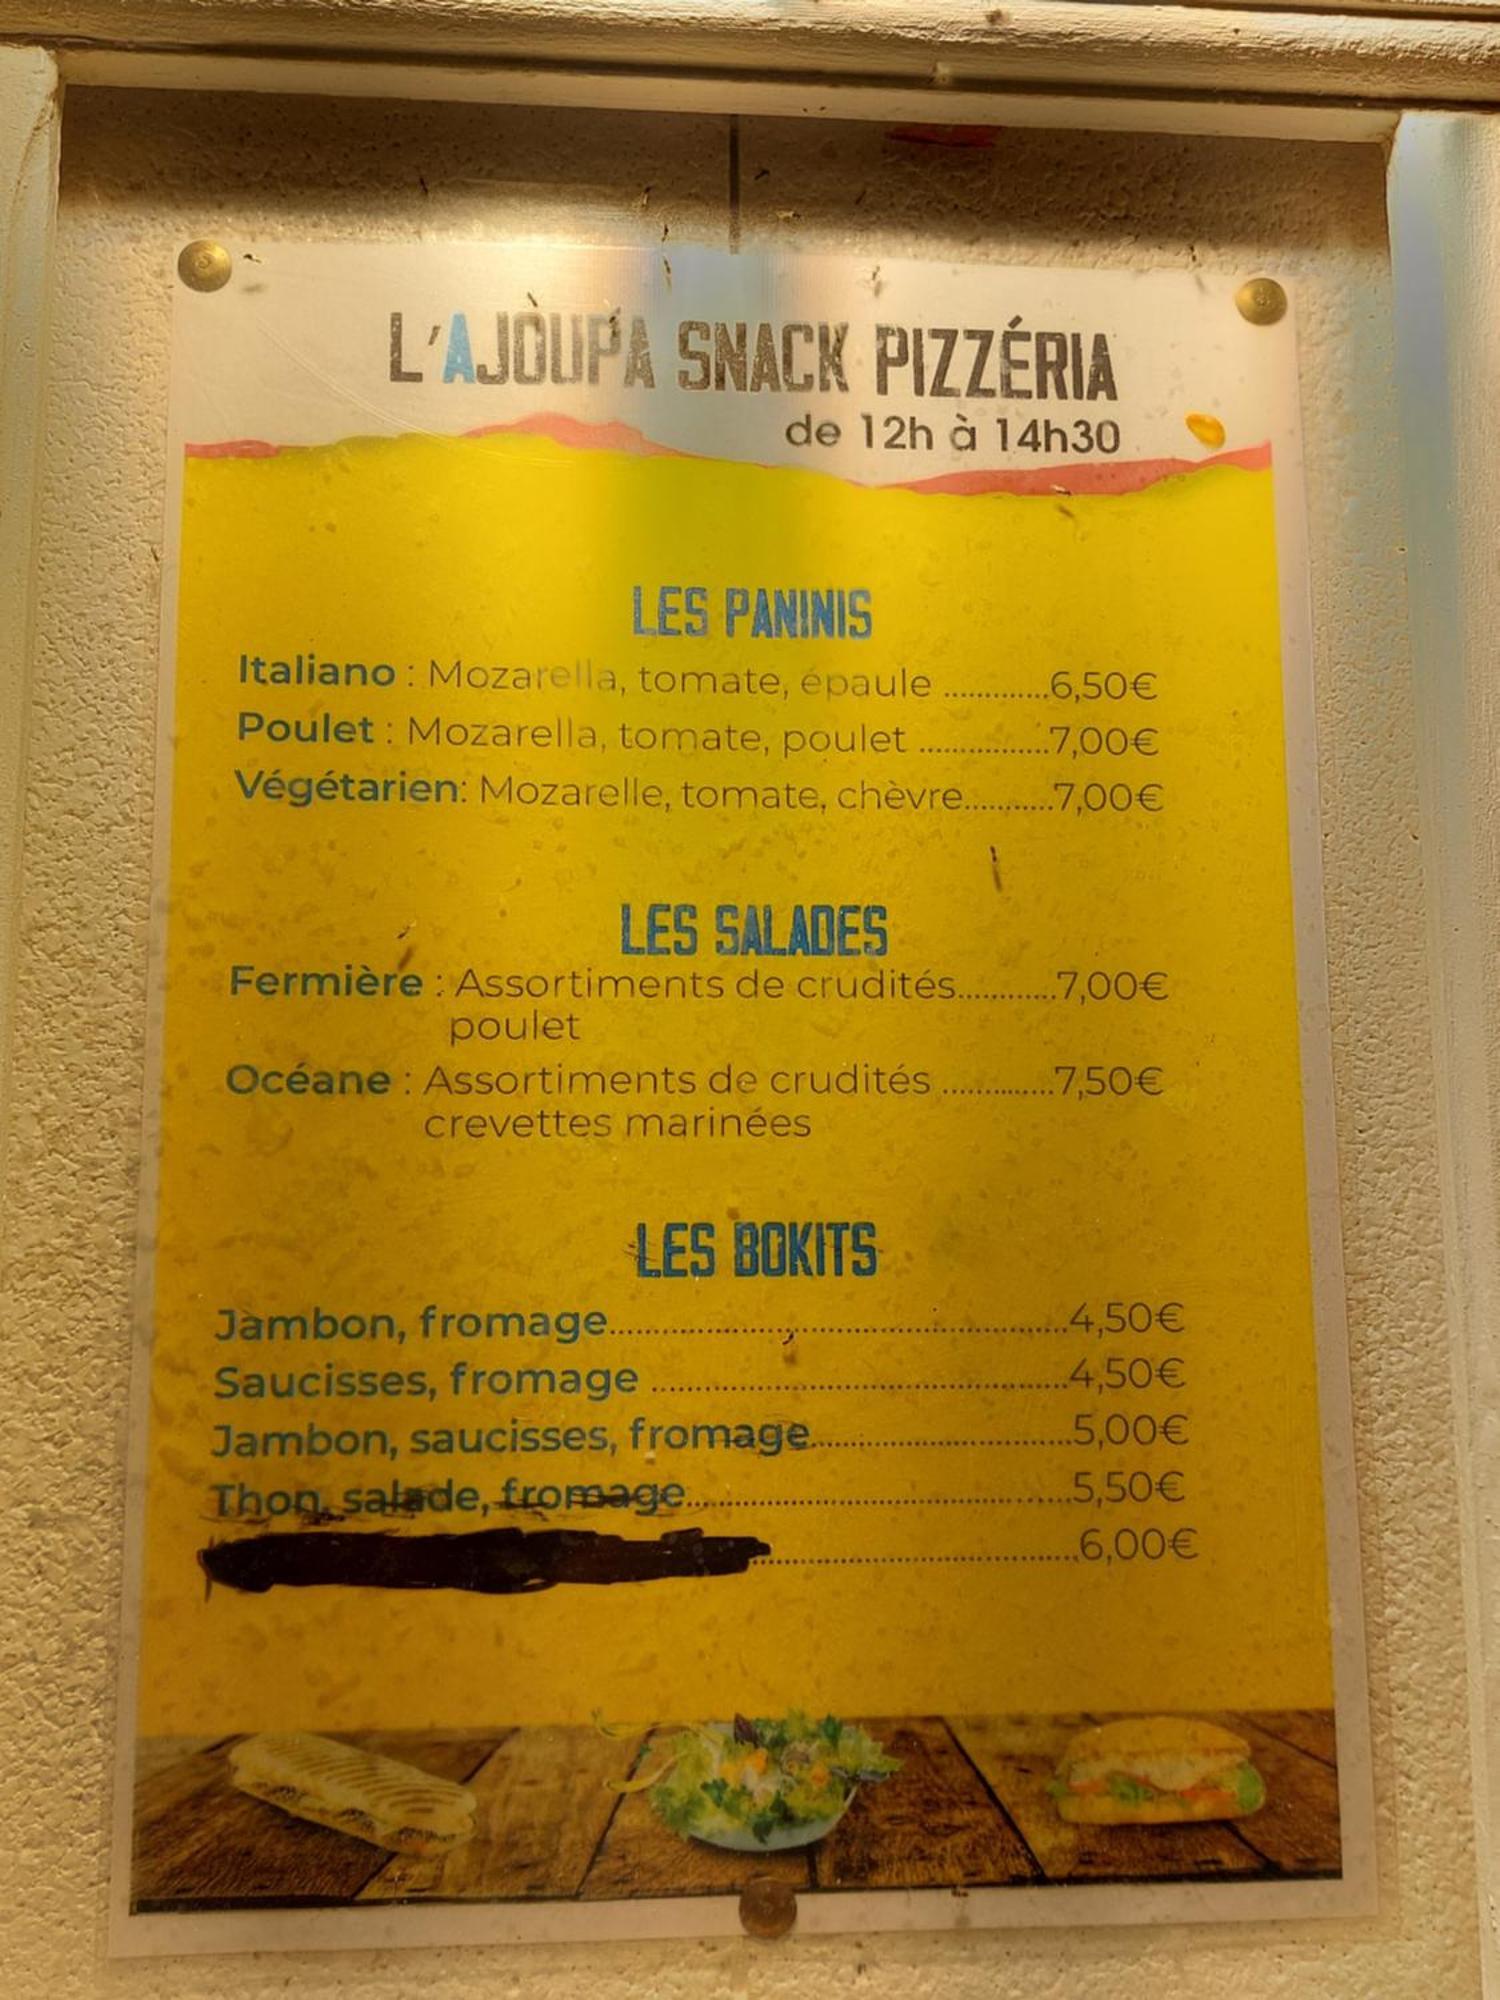 L'AJOUPA SNACK PIZZÉRIA
de 12h à 14h30
LES PANINIS
Italiano : Mozarella, tomate, épaule .............6,50€
Poulet : Mozarella, tomate, poulet ................7,00€
Végétarien: Mozarelle, tomate, chèvre...........7,00€
LES SALADES
Fermière : Assortiments de crudités............7,00€
poulet
Océane : Assortiments de crudités .............7,50€
crevettes marinées
LES BOKITS
Jambon, fromage......................................................4,50€
Saucisses, fromage .................................................4,50€
Jambon, saucisses, fromage................................5,00€
Thon, salade, fromage..............................................5,50€
.......................................6,00€